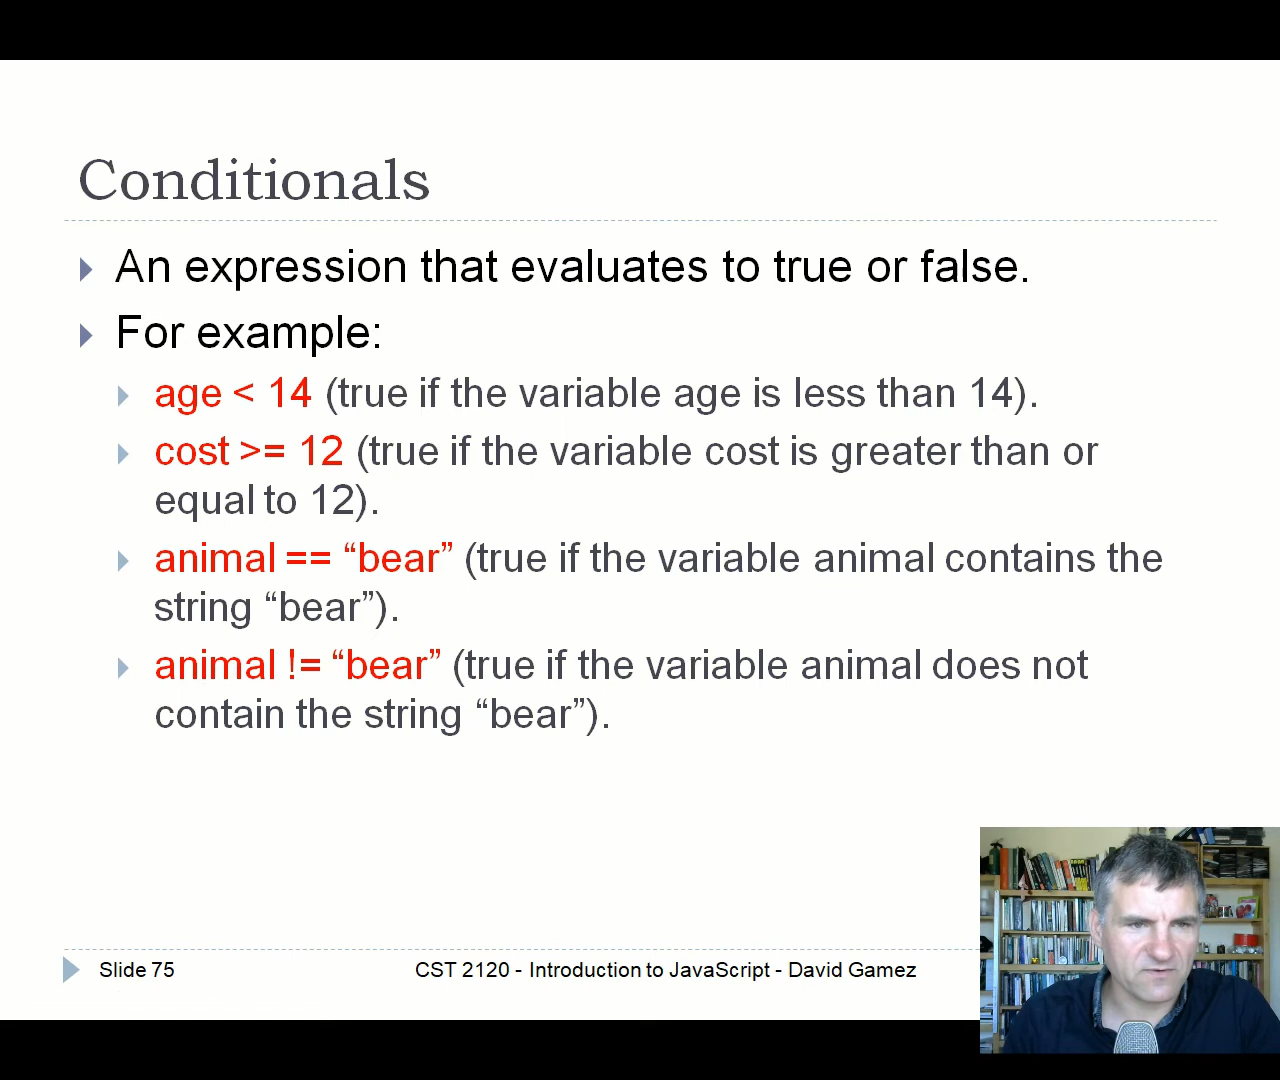 Conditionals
An expression that evaluates to true or false.
For example:
age < 14 (true if the variable age is less than 14).
cost >= 12 (true if the variable cost is greater than or
equal to 12).
animal == “bear” (true if the variable animal contains the
string “bear”).
animal != “bear” (true if the variable animal does not
contain the string “bear”).
Slide 75
CST 2120 - Introduction to JavaScript - David Gamez